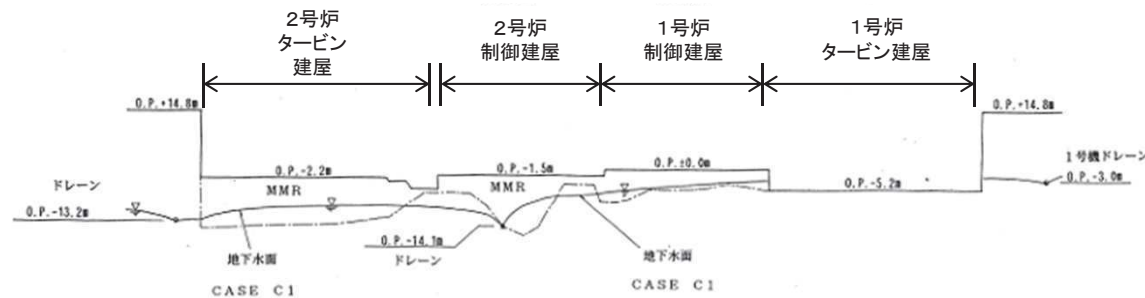 2号炉
タービン
建屋
2号炉
制御建屋
1号炉
制御建屋
1号炉
タービン建屋
O.P.+14.8m
O.P.+14.8m
O.P.-2.2m
O.P.-1.5m
O.P.±0.0m
1号機ドレーン
O.P.-3.0m
ドレーン
MMR
MMR
O.P.-5.2m
O.P.-13.2m
O.P.-14.1m
ドレーン
地下水面
地下水面
CASE C1
CASE C1